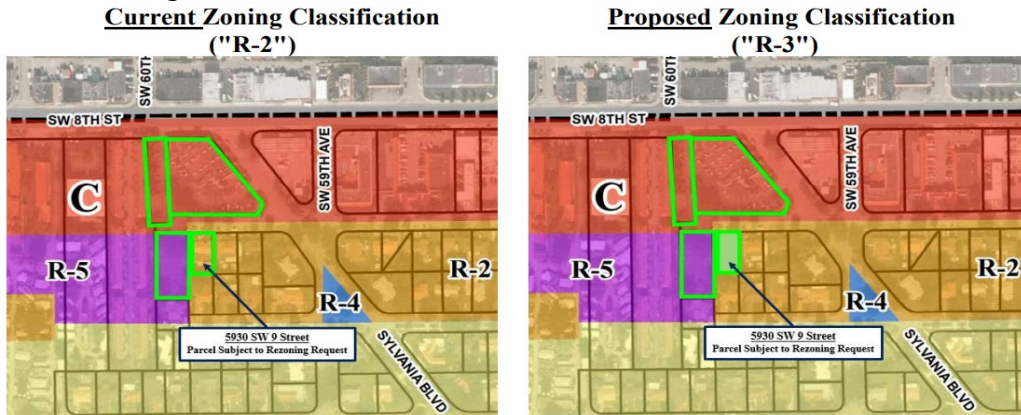 Current Zoning Classification
("R-2")
SW 60TH
SW 8TH ST
SW 59TH AVE
C
R-5
R-2
R-4
5930 SW 9 Street
Parcel Subject to Rezoning Request
SYLVANIA BLVD
Proposed Zoning Classification
("R-3")
SW 60TH
SW 8TH ST
SW 59TH AVE
C
R-5
R-2
R-4
5930 SW 9 Street
Parcel Subject to Rezoning Request
SYLVANIA BLVD